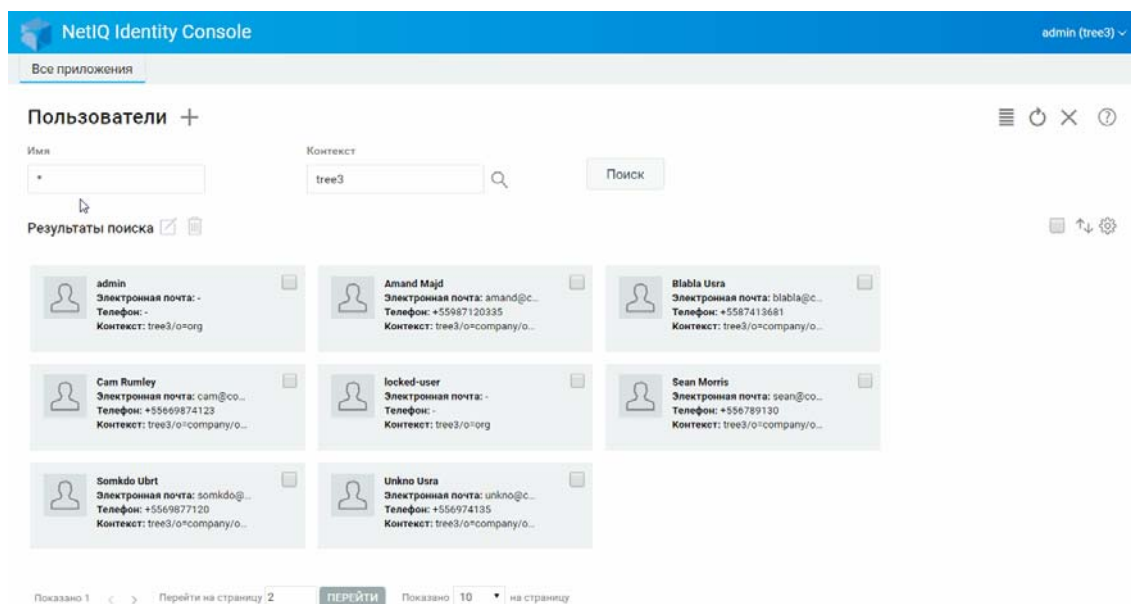 NetIQ Identity Console
admin (tree3)
Все приложения
Пользователи
Имя
Контекст
*
tree3
Поиск
Результаты поиска
admin
Электронная почта: -
Телефон: -
Контекст: tree3/o=org
Amand Majd
Электронная почта: amand@c...
Телефон: +55987120335
Контекст: tree3/o=company/o...
Blabla Usra
Электронная почта: blabla@c...
Телефон: +5587413681
Контекст: tree3/o=company/o...
Cam Rumley
Электронная почта: cam@co...
Телефон: +55669874123
Контекст: tree3/o=company/o...
locked-user
Электронная почта: -
Телефон: -
Контекст: tree3/o=org
Sean Morris
Электронная почта: sean@co...
Телефон: +556789130
Контекст: tree3/o=company/o...
Somkdo Ubrt
Электронная почта: somkdo@...
Телефон: +5569877120
Контекст: tree3/o=company/o...
Unkno Usra
Электронная почта: unkno@c...
Телефон: +556974135
Контекст: tree3/o=company/o...
Показано 1 < > Перейти на страницу 2 ПЕРЕЙТИ Показано 10 на страницу